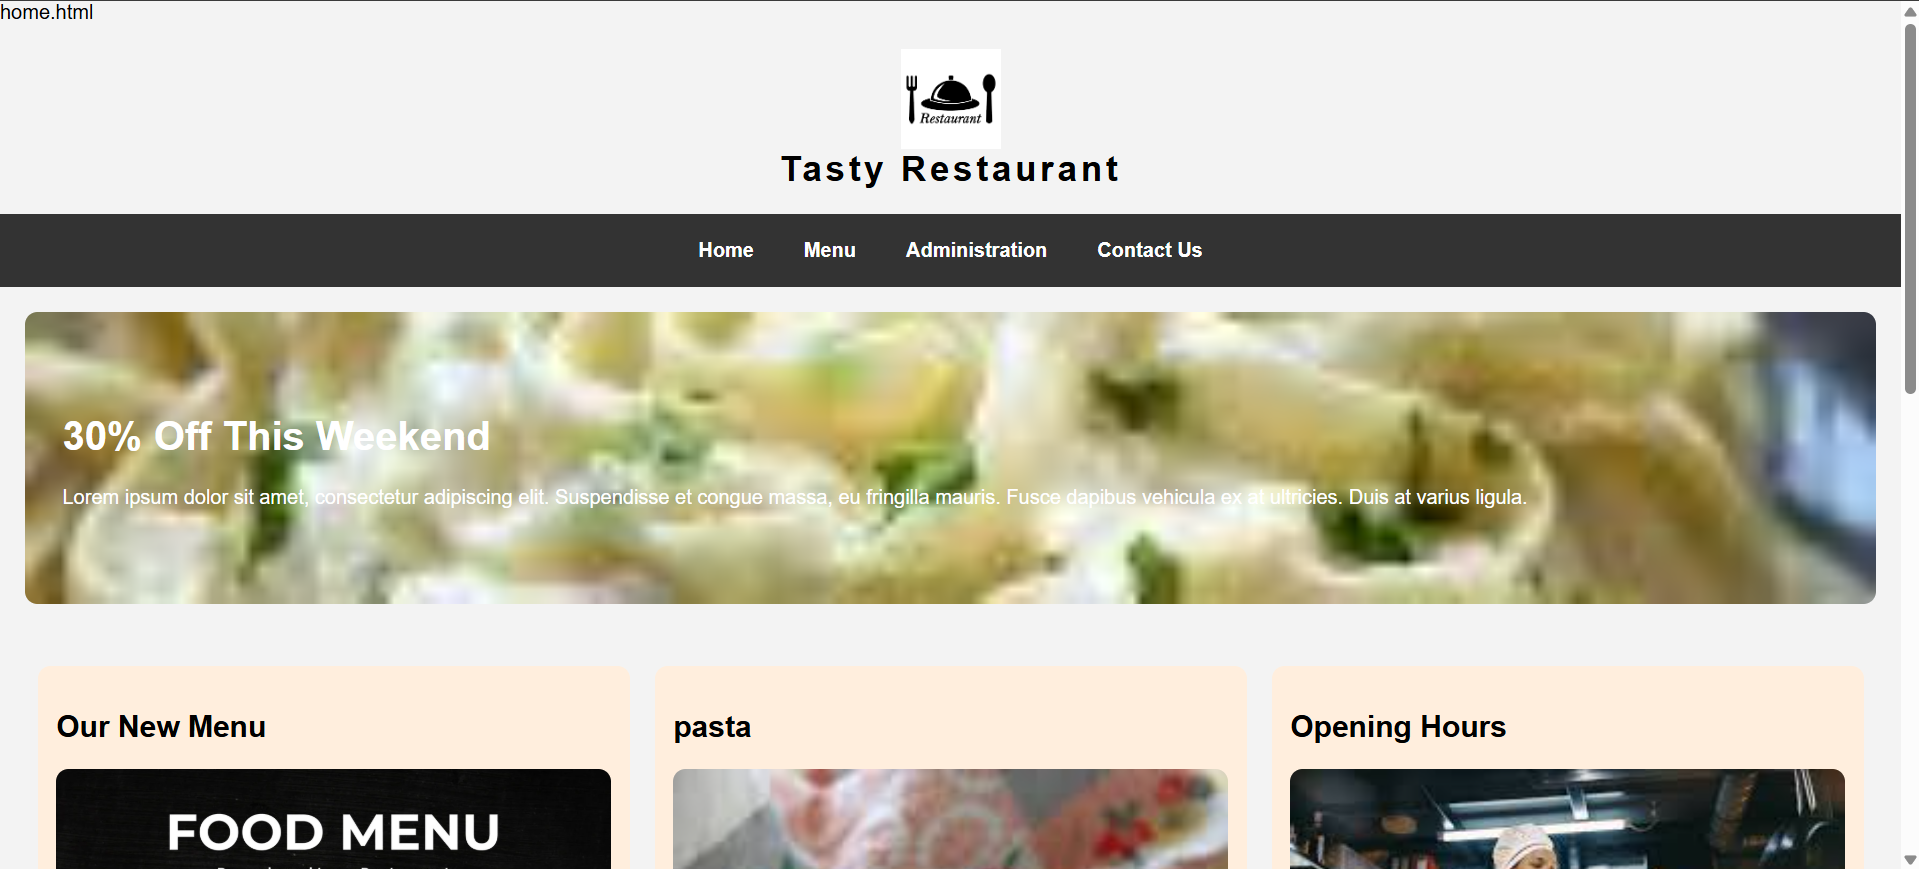 home.html
Restaurant
Tasty Restaurant
Home Menu Administration Contact Us
30% Off This Weekend
Lorem ipsum dolor sit amet, consectetur adipiscing elit. Suspendisse et congue massa, eu fringilla mauris. Fusce dapibus vehicula ex at ultricies. Duis at varius ligula.
Our New Menu
pasta
Opening Hours
FOOD MENU